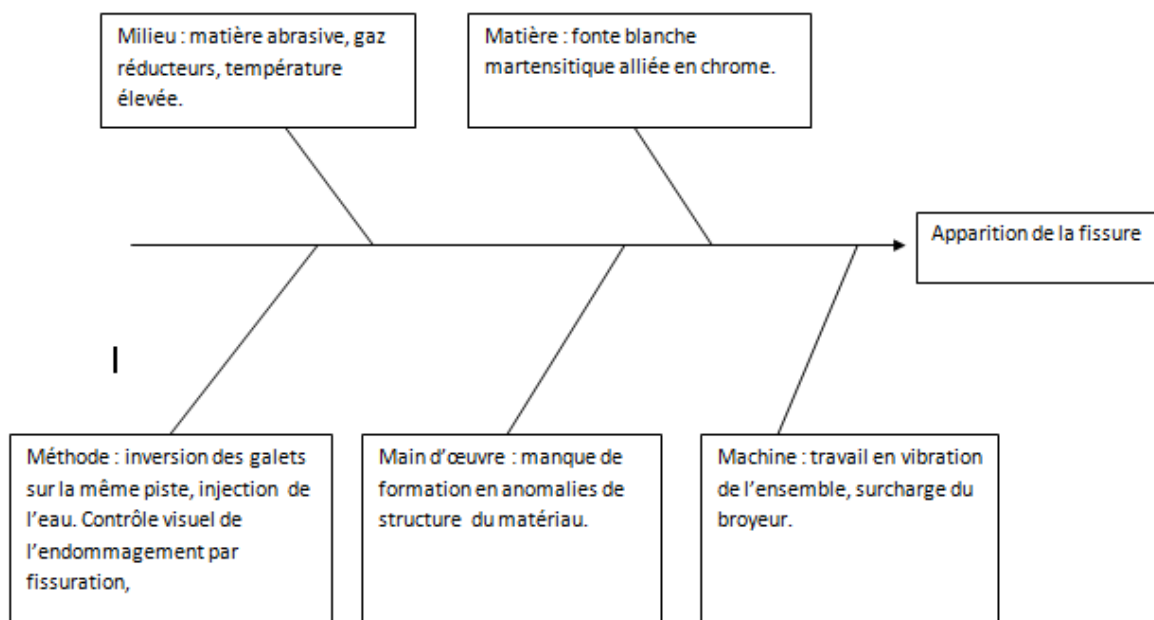 Milieu : matière abrasive, gaz
réducteurs, température
élevée.
Matière : fonte blanche
martensitique alliée en chrome.
Apparition de la fissure
Méthode : inversion des galets
sur la même piste, injection de
l'eau. Contrôle visuel de
l'endommagement par
fissuration,
Main d'œuvre : manque de
formation en anomalies de
structure du matériau.
Machine : travail en vibration
de l'ensemble, surcharge du
broyeur.